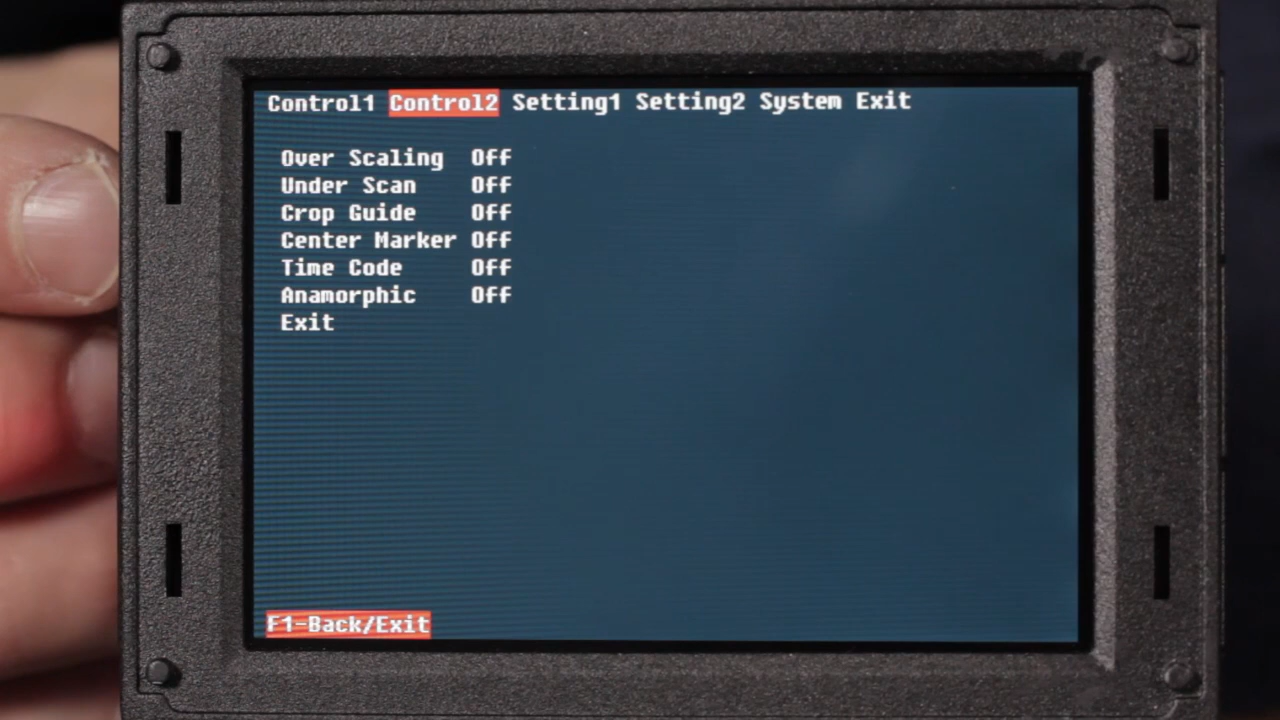 Control1 Control2 Setting1 Setting2 System Exit
Over Scaling Off
Under Scan Off
Crop Guide Off
Center Marker Off
Time Code Off
Anamorphic Off
Exit
F1-Back/Exit